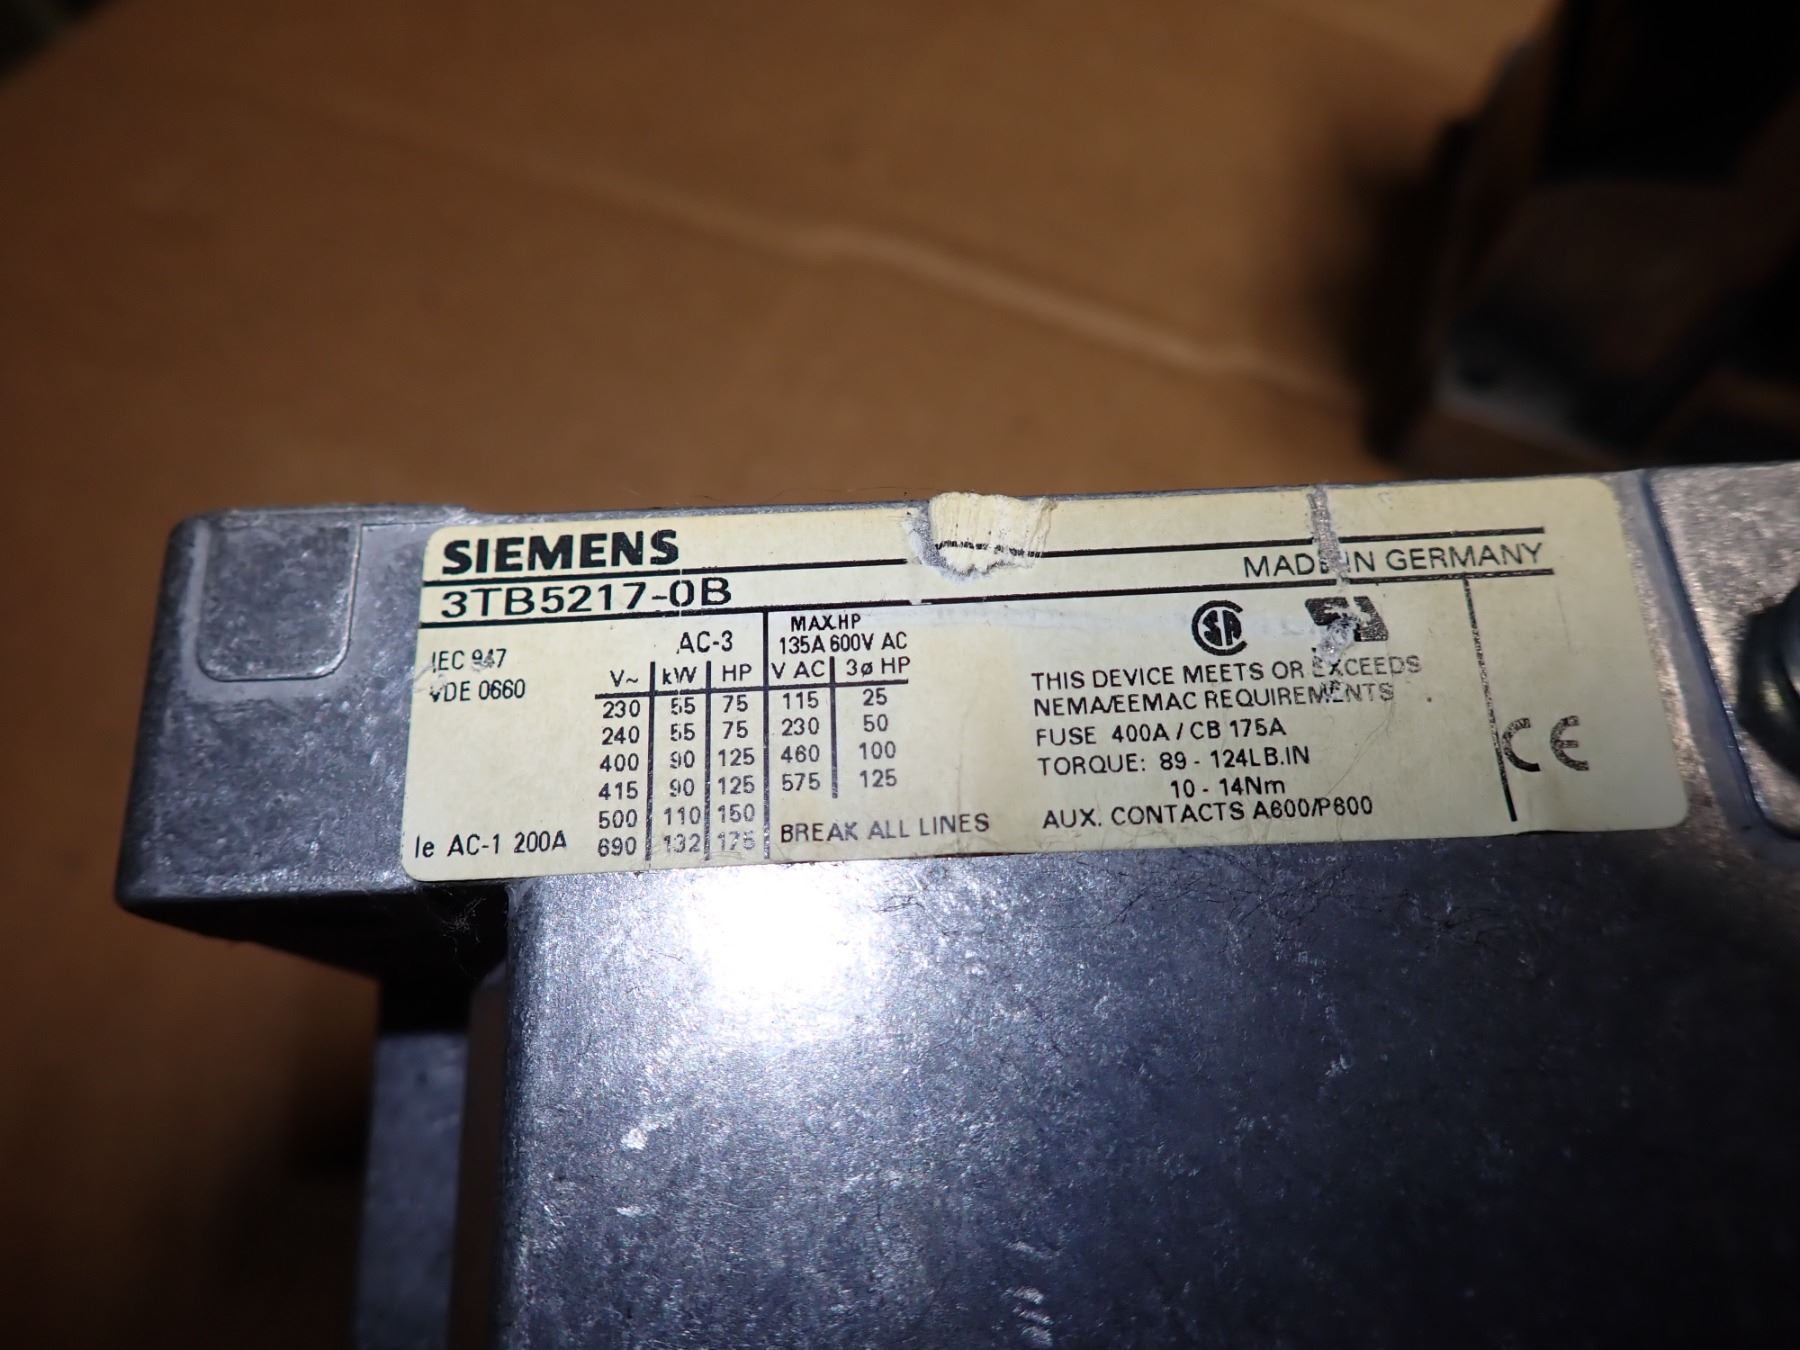 SIEMENS
MADE IN GERMANY
3TB5217-0B
IEC 947
VDE 0660
Ie AC-1 200A
AC-3
V~ kW HP
230 55 75
240 55 75
400 90 125
415 90 125
500 110 150
690 132 175
MAX.HP
135A 600V AC
V AC 3ø HP
115 25
230 50
460 100
575 125
BREAK ALL LINES
SA
THIS DEVICE MEETS OR EXCEEDS
NEMA/EEMAC REQUIREMENTS
FUSE 400A / CB 175A
TORQUE: 89 - 124LB.IN
10 - 14Nm
AUX. CONTACTS A600/P600
CE